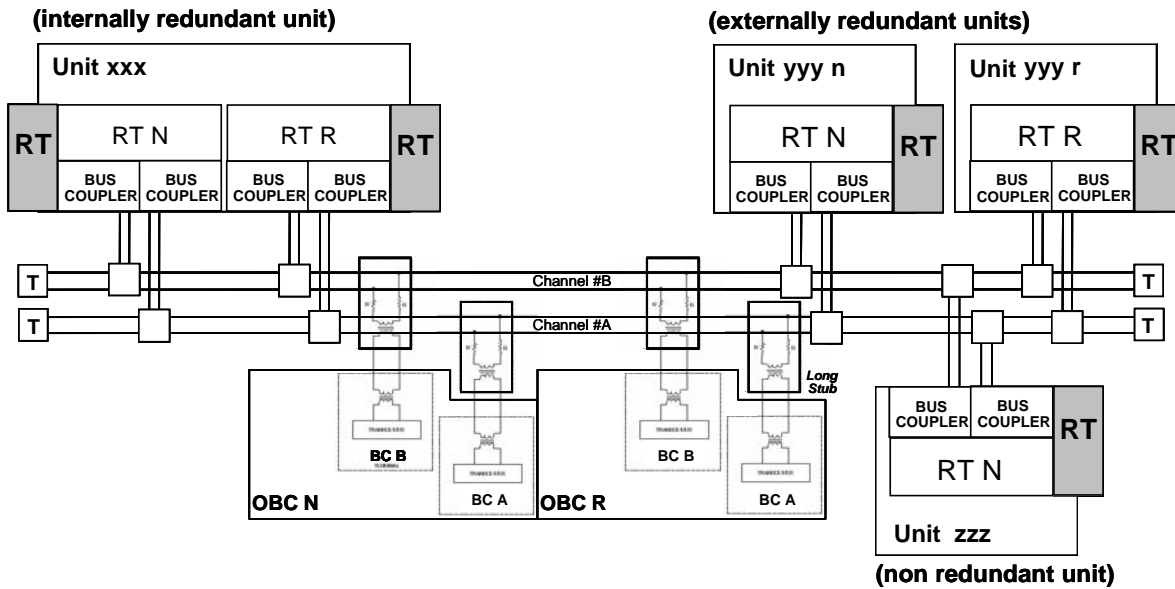 (internally redundant unit)
(externally redundant units)
Unit xxx
Unit yyy n
Unit yyy r
RT
RT N
RT R
RT
RT N
RT
RT R
RT
BUS
COUPLER
BUS
COUPLER
BUS
COUPLER
BUS
COUPLER
BUS
COUPLER
BUS
COUPLER
BUS
COUPLER
BUS
COUPLER
T
Channel #B
T
T
Channel #A
T
Long
Stub
BUS
COUPLER
BUS
COUPLER
RT
BC B
TERMINAL
BC B
RT N
OBC N
BC A
OBC R
BC A
Unit zzz
(non redundant unit)